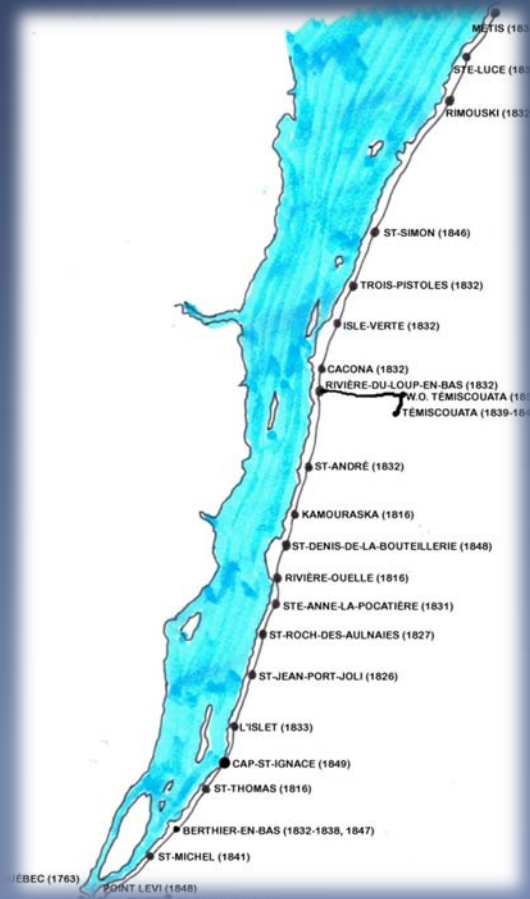 METIS (183
STE-LUCE (183
RIMOUSKI (1832
ST-SIMON (1846)
TROIS-PISTOLES (1832)
ISLE-VERTE (1832)
CACONA (1832)
RIVIÈRE-DU-LOUP-EN-BAS (1832)
W.O. TÉMISCOUATA (18
TÉMISCOUATA (1839-184
ST-ANDRÉ (1832)
KAMOURASKA (1816)
ST-DENIS-DE-LA-BOUTEILLERIE (1848)
RIVIÈRE-OUELLE (1816)
STE-ANNE-LA-POCATIÈRE (1831)
ST-ROCH-DES-AULNAIES (1827)
ST-JEAN-PORT-JOLI (1826)
L'ISLET (1833)
CAP-ST-IGNACE (1849)
ST-THOMAS (1816)
BERTHIER-EN-BAS (1832-1838, 1847)
ST-MICHEL (1841)
UÉBEC (1763)
POINT LEVI (1848)